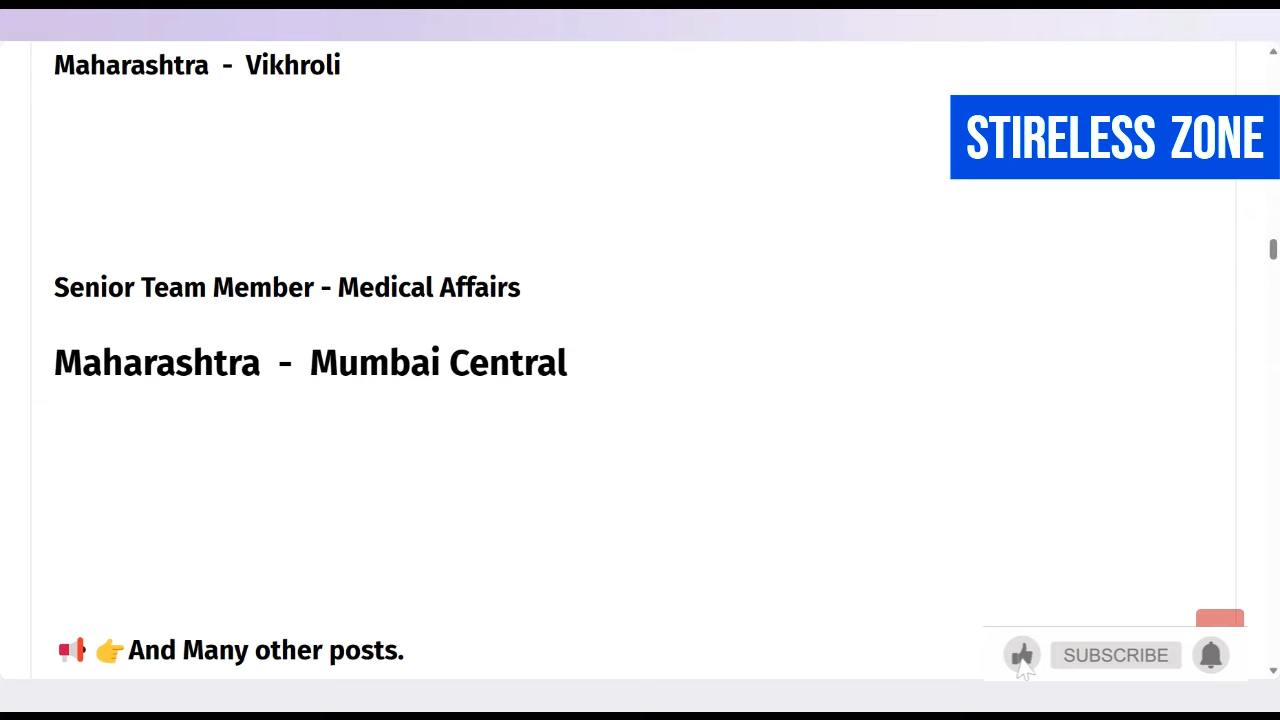 Maharashtra - Vikhroli
STIRELESS ZONE
Senior Team Member - Medical Affairs
Maharashtra - Mumbai Central
📢 👉And Many other posts.
SUBSCRIBE